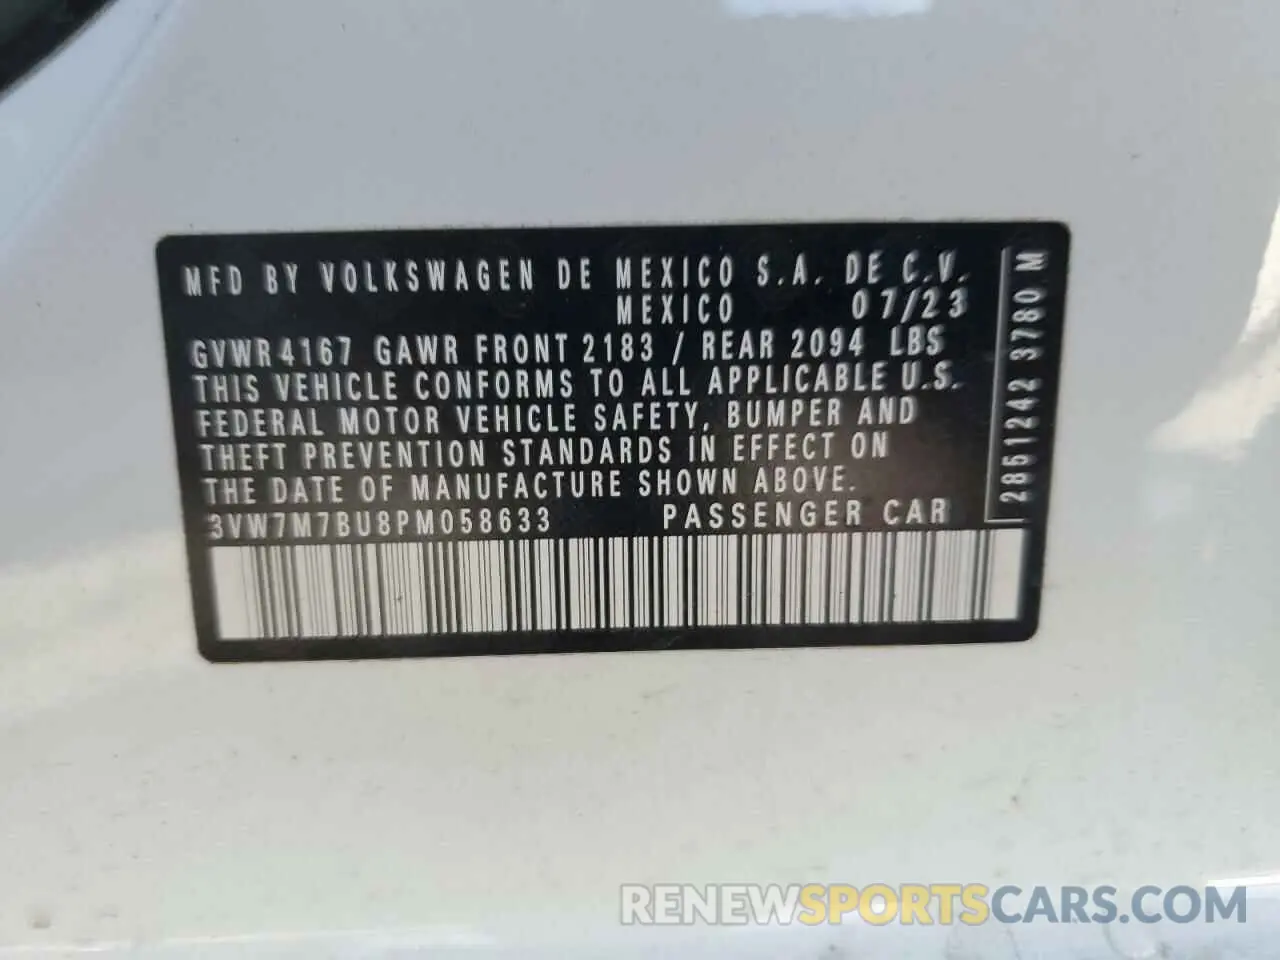 MFD BY VOLKSWAGEN DE MEXICO S.A. DE C.V.
MEXICO 07/23
GVWR 4167 GAWR FRONT 2183 / REAR 2094 LBS
THIS VEHICLE CONFORMS TO ALL APPLICABLE U.S.
FEDERAL MOTOR VEHICLE SAFETY, BUMPER AND
THEFT PREVENTION STANDARDS IN EFFECT ON
THE DATE OF MANUFACTURE SHOWN ABOVE.
3VW7M7BU8PM058633 PASSENGER CAR
2851242 3780 M
RENEWSPORTSCARS.COM